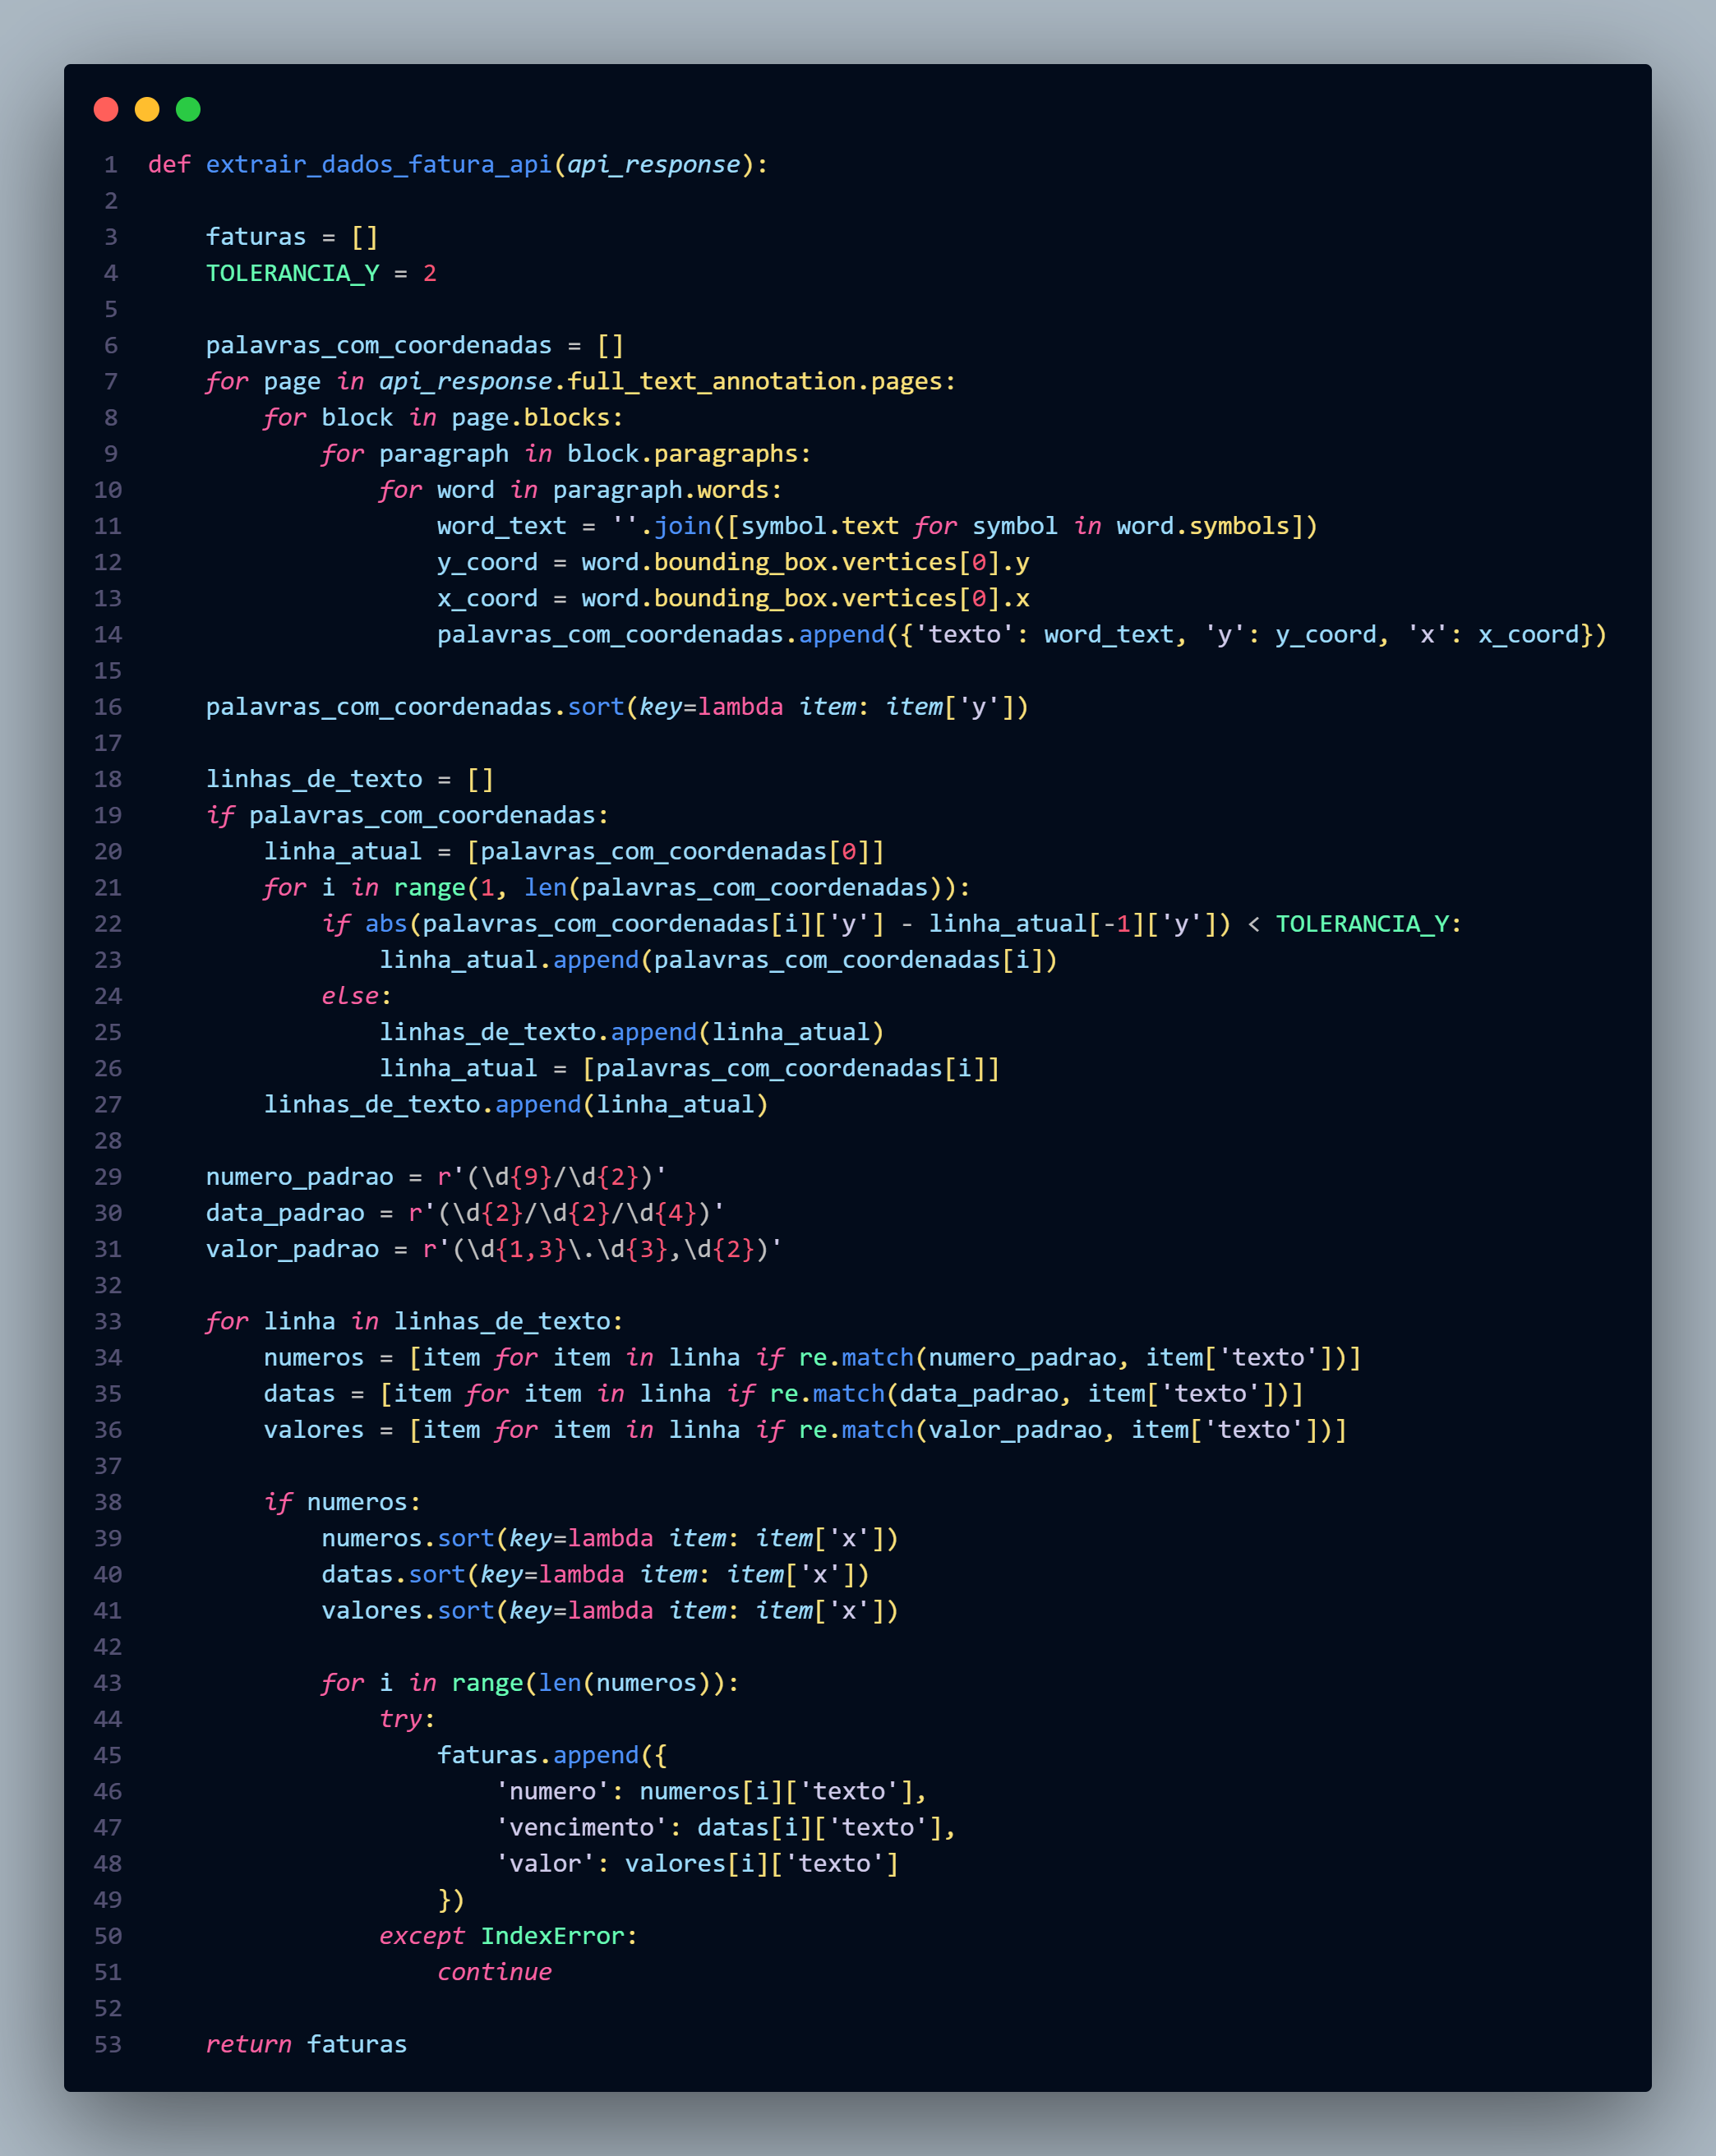 1 def extrair_dados_fatura_api(api_response):
2
3     faturas = []
4     TOLERANCIA_Y = 2
5
6     palavras_com_coordenadas = []
7     for page in api_response.full_text_annotation.pages:
8         for block in page.blocks:
9             for paragraph in block.paragraphs:
10                 for word in paragraph.words:
11                     word_text = ''.join([symbol.text for symbol in word.symbols])
12                     y_coord = word.bounding_box.vertices[0].y
13                     x_coord = word.bounding_box.vertices[0].x
14                     palavras_com_coordenadas.append({'texto': word_text, 'y': y_coord, 'x': x_coord})
15
16     palavras_com_coordenadas.sort(key=lambda item: item['y'])
17
18     linhas_de_texto = []
19     if palavras_com_coordenadas:
20         linha_atual = [palavras_com_coordenadas[0]]
21         for i in range(1, len(palavras_com_coordenadas)):
22             if abs(palavras_com_coordenadas[i]['y'] - linha_atual[-1]['y']) < TOLERANCIA_Y:
23                 linha_atual.append(palavras_com_coordenadas[i])
24             else:
25                 linhas_de_texto.append(linha_atual)
26                 linha_atual = [palavras_com_coordenadas[i]]
27         linhas_de_texto.append(linha_atual)
28
29     numero_padrao = r'(\d{9}/\d{2})'
30     data_padrao = r'(\d{2}/\d{2}/\d{4})'
31     valor_padrao = r'(\d{1,3}\.\d{3},\d{2})'
32
33     for linha in linhas_de_texto:
34         numeros = [item for item in linha if re.match(numero_padrao, item['texto'])]
35         datas = [item for item in linha if re.match(data_padrao, item['texto'])]
36         valores = [item for item in linha if re.match(valor_padrao, item['texto'])]
37
38         if numeros:
39             numeros.sort(key=lambda item: item['x'])
40             datas.sort(key=lambda item: item['x'])
41             valores.sort(key=lambda item: item['x'])
42
43             for i in range(len(numeros)):
44                 try:
45                     faturas.append({
46                         'numero': numeros[i]['texto'],
47                         'vencimento': datas[i]['texto'],
48                         'valor': valores[i]['texto']
49                     })
50                 except IndexError:
51                     continue
52
53     return faturas